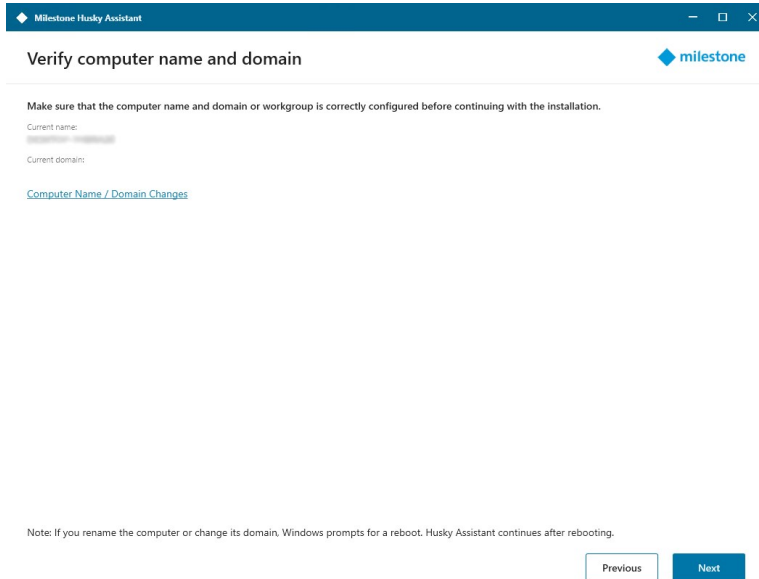 Milestone Husky Assistant
Verify computer name and domain
milestone
Make sure that the computer name and domain or workgroup is correctly configured before continuing with the installation.
Current name:
Current domain:
Computer Name / Domain Changes
Note: If you rename the computer or change its domain, Windows prompts for a reboot. Husky Assistant continues after rebooting.
Previous
Next